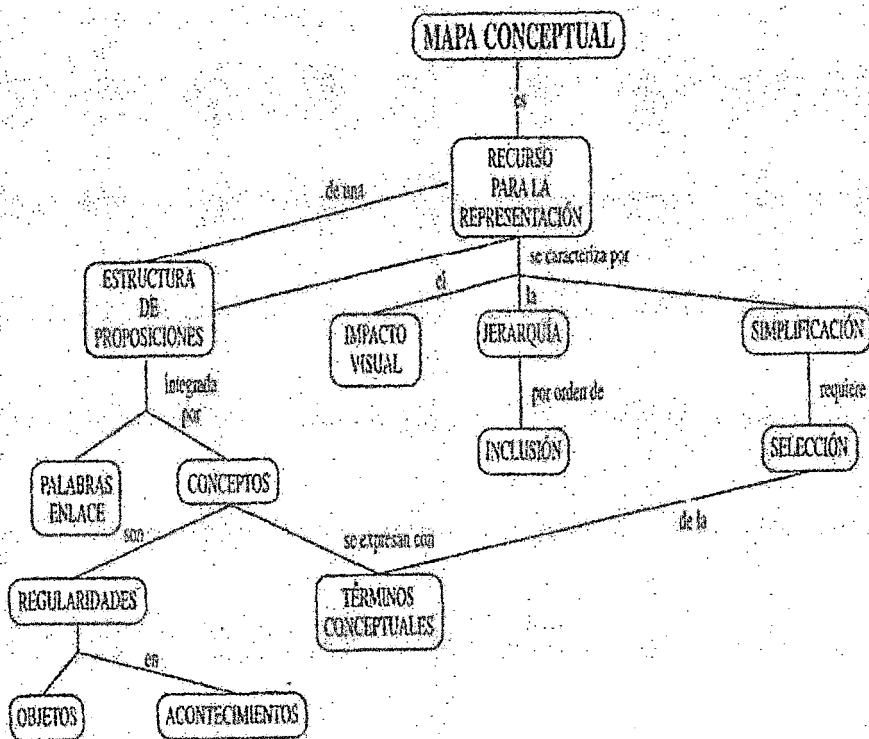 MAPA CONCEPTUAL
es
RECURSO
PARA LA
REPRESENTACIÓN
de una
se caracteriza por
el
la
ESTRUCTURA
DE
PROPOSICIONES
IMPACTO
VISUAL
JERARQUÍA
SIMPLIFICACIÓN
integrada
por
por orden de
requiere
PALABRAS
ENLACE
CONCEPTOS
INCLUSIÓN
SELECCIÓN
son
se expresan con
de la
REGULARIDADES
TÉRMINOS
CONCEPTUALES
en
OBJETOS
ACONTECIMIENTOS